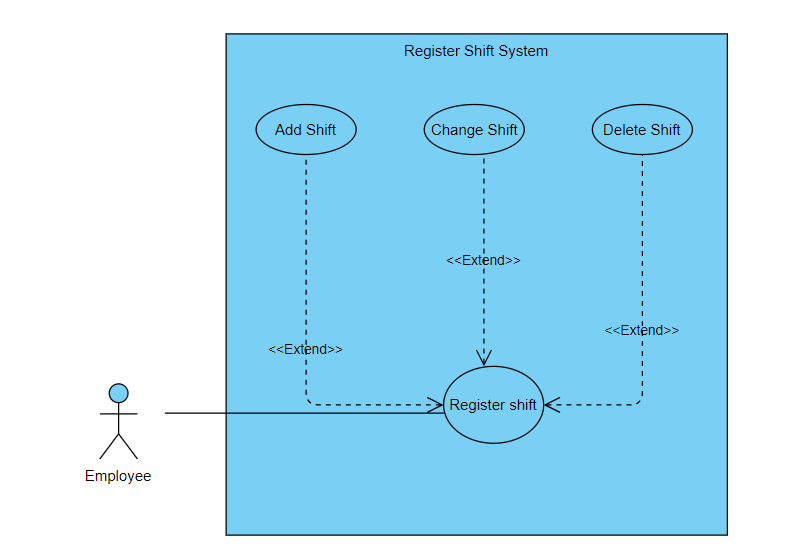 Register Shift System
Add Shift
Change Shift
Delete Shift
<<Extend>>
<<Extend>>
<<Extend>>
Register shift
Employee